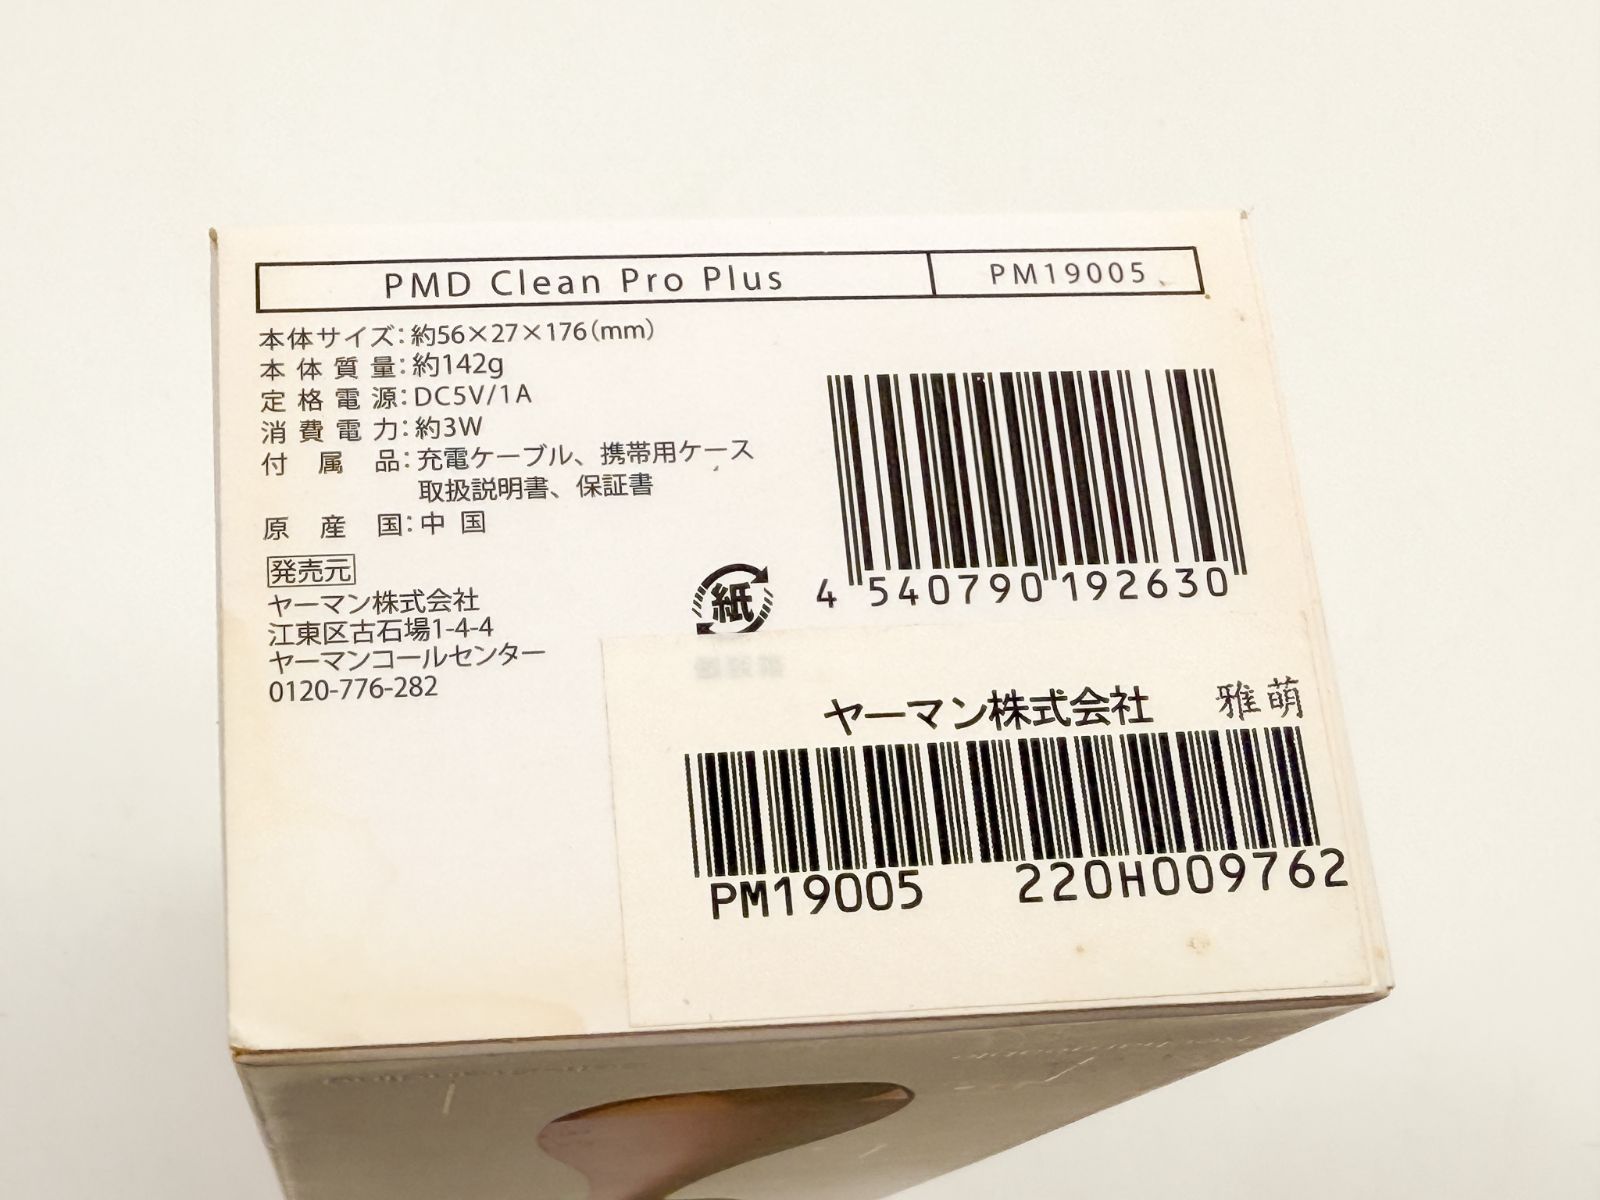 PMD Clean Pro Plus PM19005
本体サイズ：約56×27×176（mm）
本体質量：約142g
定格電源：DC5V/1A
消費電力：約3W
付属品：充電ケーブル、携帯用ケース
取扱説明書、保証書
原産国：中国
発売元
ヤーマン株式会社
江東区古石場1-4-4
ヤーマンコールセンター
0120-776-282
紙
4 540790 192630
ヤーマン株式会社 雅萌
PM19005 220H009762